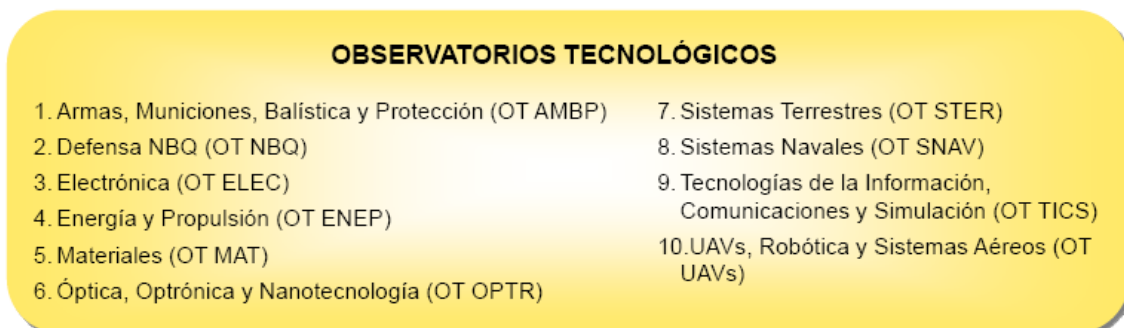 OBSERVATORIOS TECNOLÓGICOS
1. Armas, Municiones, Balística y Protección (OT AMBP)
2. Defensa NBQ (OT NBQ)
3. Electrónica (OT ELEC)
4. Energía y Propulsión (OT ENEP)
5. Materiales (OT MAT)
6. Óptica, Optrónica y Nanotecnología (OT OPTR)
7. Sistemas Terrestres (OT STER)
8. Sistemas Navales (OT SNAV)
9. Tecnologías de la Información,
Comunicaciones y Simulación (OT TICS)
10.UAVs, Robótica y Sistemas Aéreos (OT
UAVs)